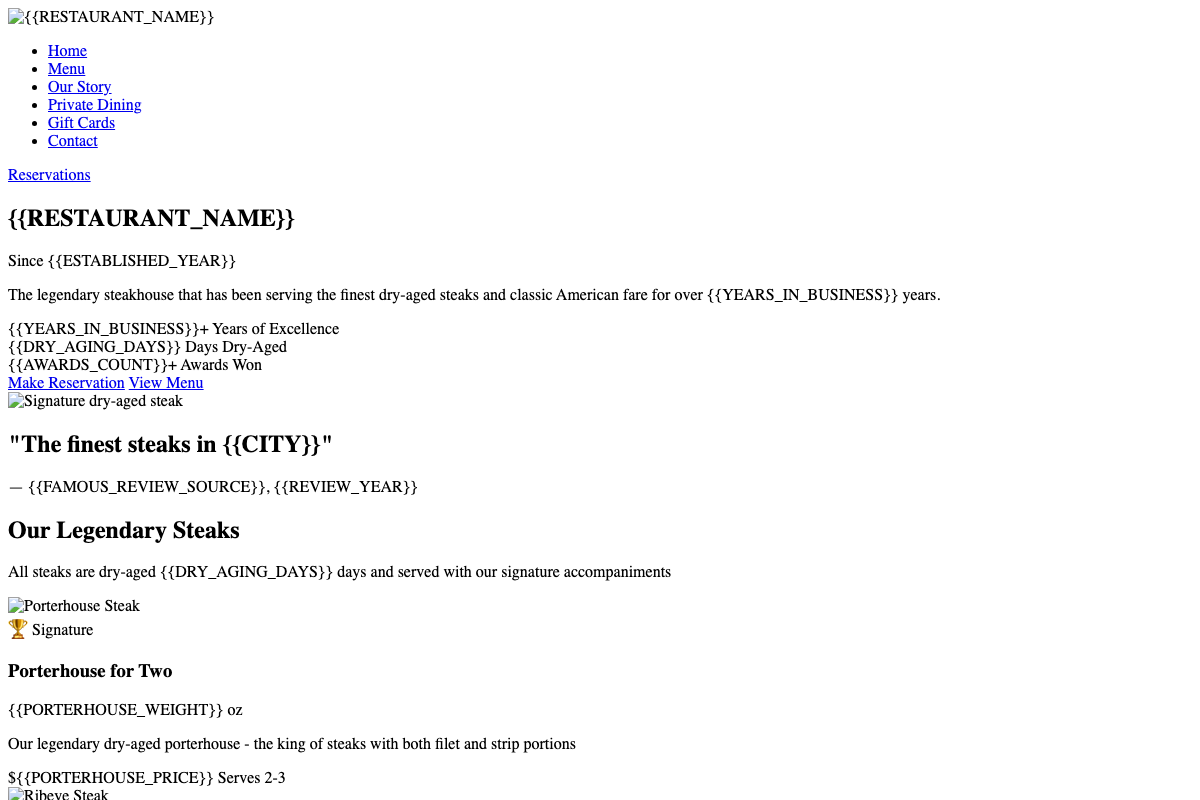 {{RESTAURANT_NAME}}
Home
Menu
Our Story
Private Dining
Gift Cards
Contact
Reservations
{{RESTAURANT_NAME}}
Since {{ESTABLISHED_YEAR}}
The legendary steakhouse that has been serving the finest dry-aged steaks and classic American fare for over {{YEARS_IN_BUSINESS}} years.
{{YEARS_IN_BUSINESS}}+ Years of Excellence
{{DRY_AGING_DAYS}} Days Dry-Aged
{{AWARDS_COUNT}}+ Awards Won
Make Reservation View Menu
Signature dry-aged steak
"The finest steaks in {{CITY}}"
— {{FAMOUS_REVIEW_SOURCE}}, {{REVIEW_YEAR}}
Our Legendary Steaks
All steaks are dry-aged {{DRY_AGING_DAYS}} days and served with our signature accompaniments
Porterhouse Steak
🏆 Signature
Porterhouse for Two
{{PORTERHOUSE_WEIGHT}} oz
Our legendary dry-aged porterhouse - the king of steaks with both filet and strip portions
${{PORTERHOUSE_PRICE}} Serves 2-3
Ribeye Steak